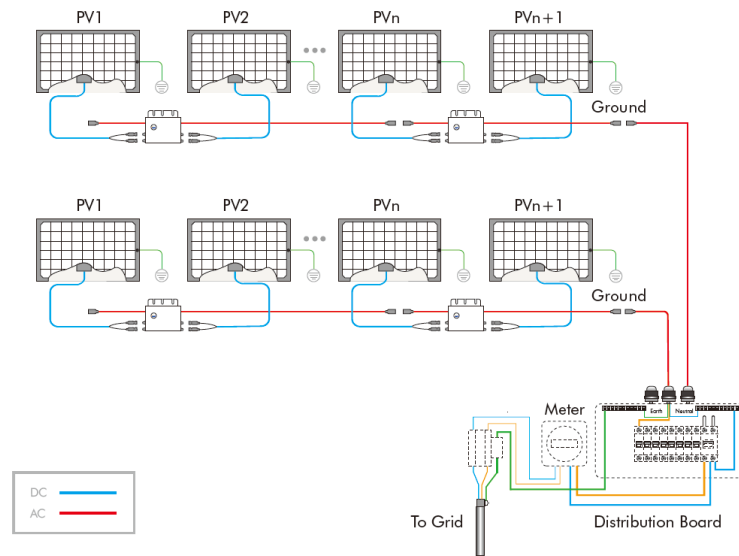 PV1 PV2 PVn PVn+1
Ground
PV1 PV2 PVn PVn+1
Ground
Earth Neutral
Meter
DC
AC
To Grid Distribution Board